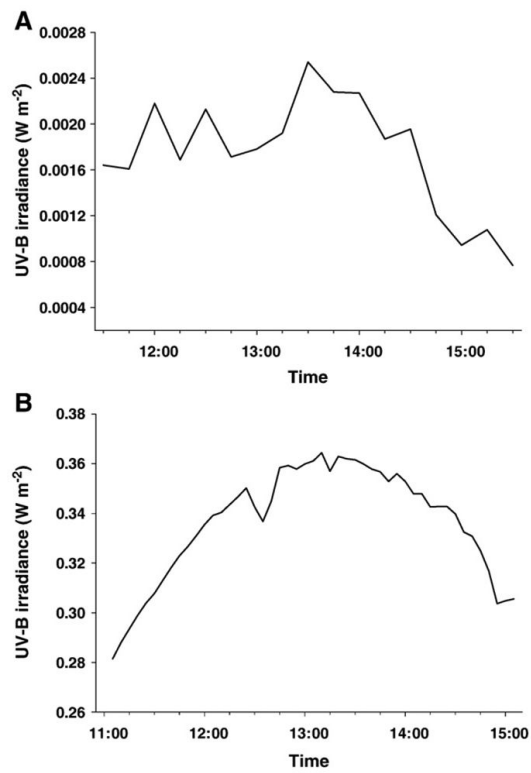 A
UV-B irradiance (W m-2)
0.0028
0.0024
0.0020
0.0016
0.0012
0.0008
0.0004
12:00 13:00 14:00 15:00
Time
B
UV-B irradiance (W m-2)
0.38
0.36
0.34
0.32
0.30
0.28
0.26
11:00 12:00 13:00 14:00 15:00
Time